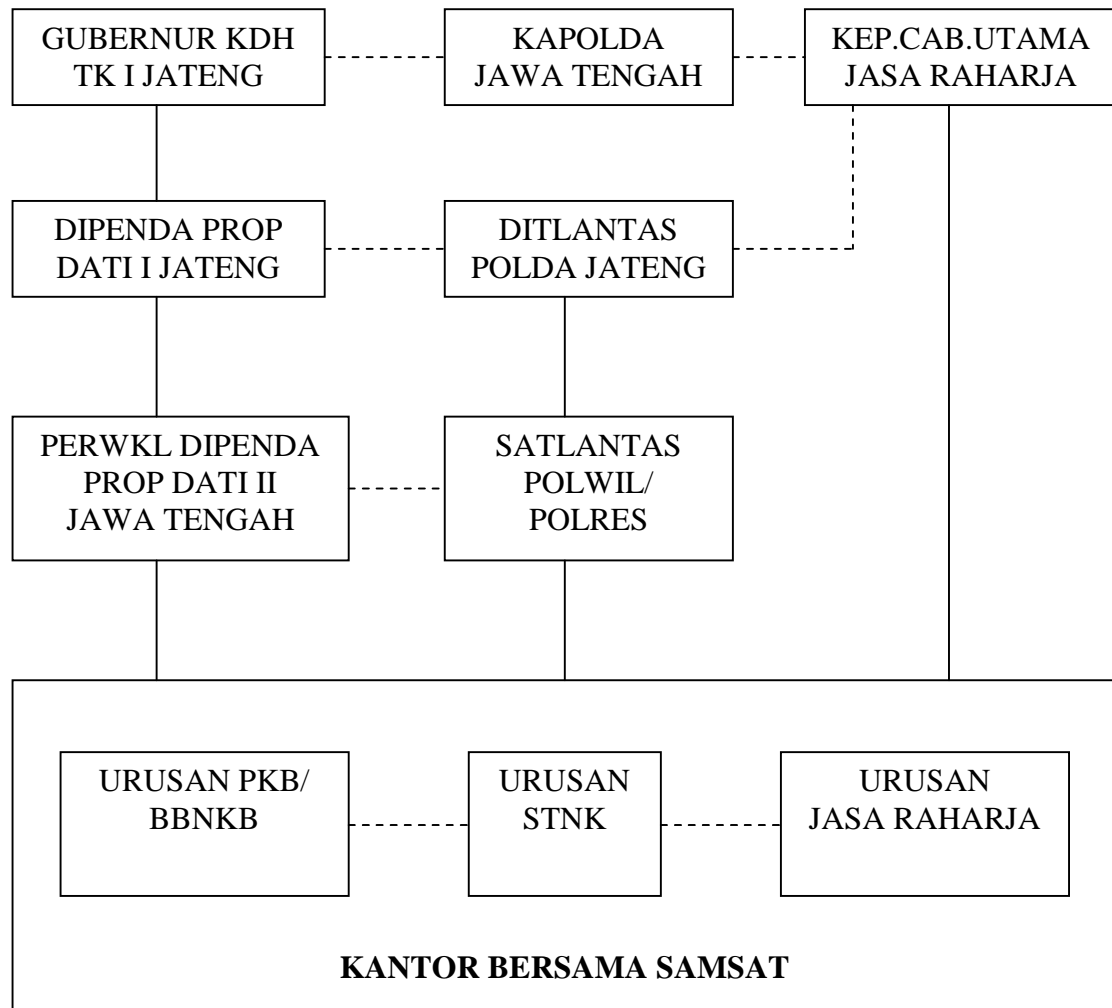 GUBERNUR KDH
TK I JATENG
KAPOLDA
JAWA TENGAH
KEP.CAB.UTAMA
JASA RAHARJA
DIPENDA PROP
DATI I JATENG
DITLANTAS
POLDA JATENG
PERWKL DIPENDA
PROP DATI II
JAWA TENGAH
SATLANTAS
POLWIL/
POLRES
URUSAN PKB/
BBNKB
URUSAN
STNK
URUSAN
JASA RAHARJA
KANTOR BERSAMA SAMSAT